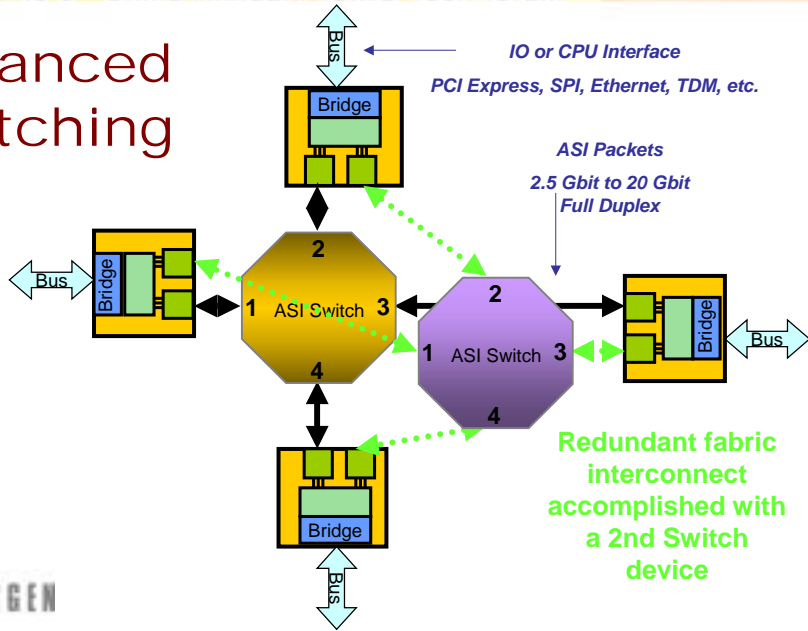 anced
tching
Bus
IO or CPU Interface
PCI Express, SPI, Ethernet, TDM, etc.
Bridge
ASI Packets
2.5 Gbit to 20 Gbit
Full Duplex
Bus
Bridge
2
1 ASI Switch 3
4
2
1 ASI Switch 3
4
Bridge
Bus
Bridge
Bus
Redundant fabric
interconnect
accomplished with
a 2nd Switch
device
GEN